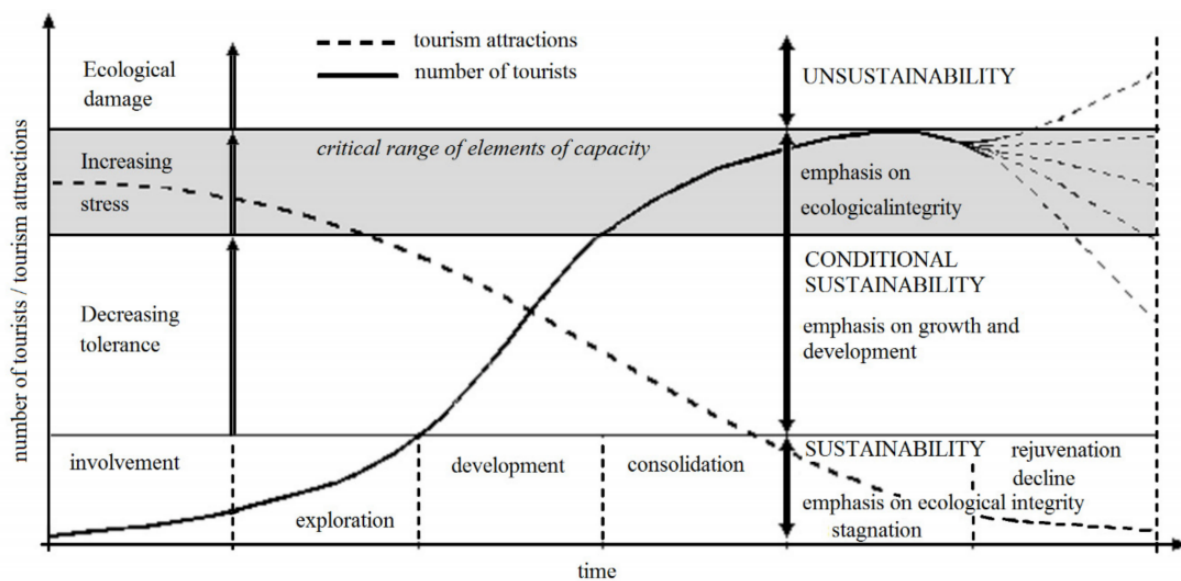 tourism attractions
number of tourists
Ecological
damage
UNSUSTAINABILITY
critical range of elements of capacity
Increasing
stress
emphasis on
ecologicalintegrity
CONDITIONAL
SUSTAINABILITY
Decreasing
tolerance
emphasis on growth and
development
number of tourists / tourism attractions
involvement
exploration
development
consolidation
SUSTAINABILITY
emphasis on ecological integrity
stagnation
rejuvenation
decline
time